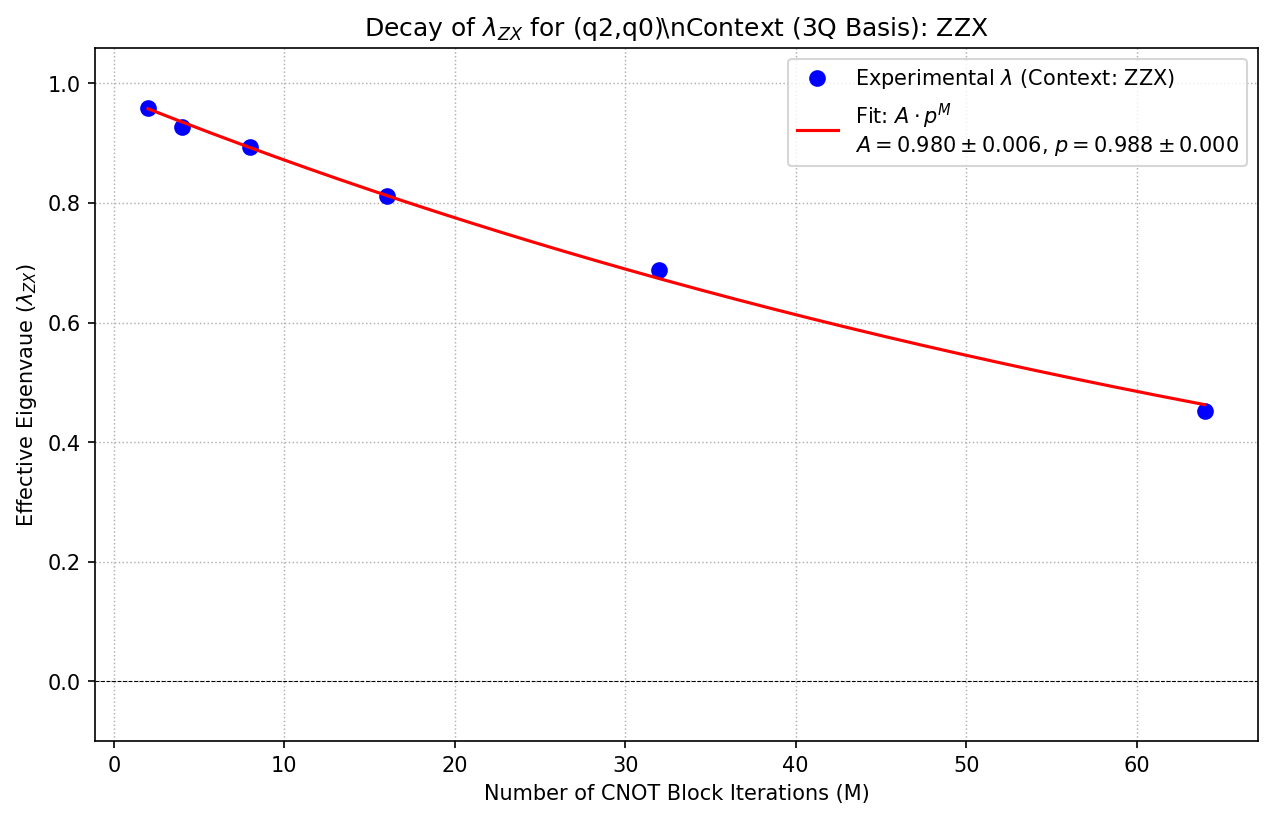 Decay of λ_ZX for (q2,q0)\nContext (3Q Basis): ZZX
Experimental λ (Context: ZZX)
Fit: A · p^M
A = 0.980 ± 0.006, p = 0.988 ± 0.000
Effective Eigenvaue (λ_ZX)
1.0
0.8
0.6
0.4
0.2
0.0
0 10 20 30 40 50 60
Number of CNOT Block Iterations (M)